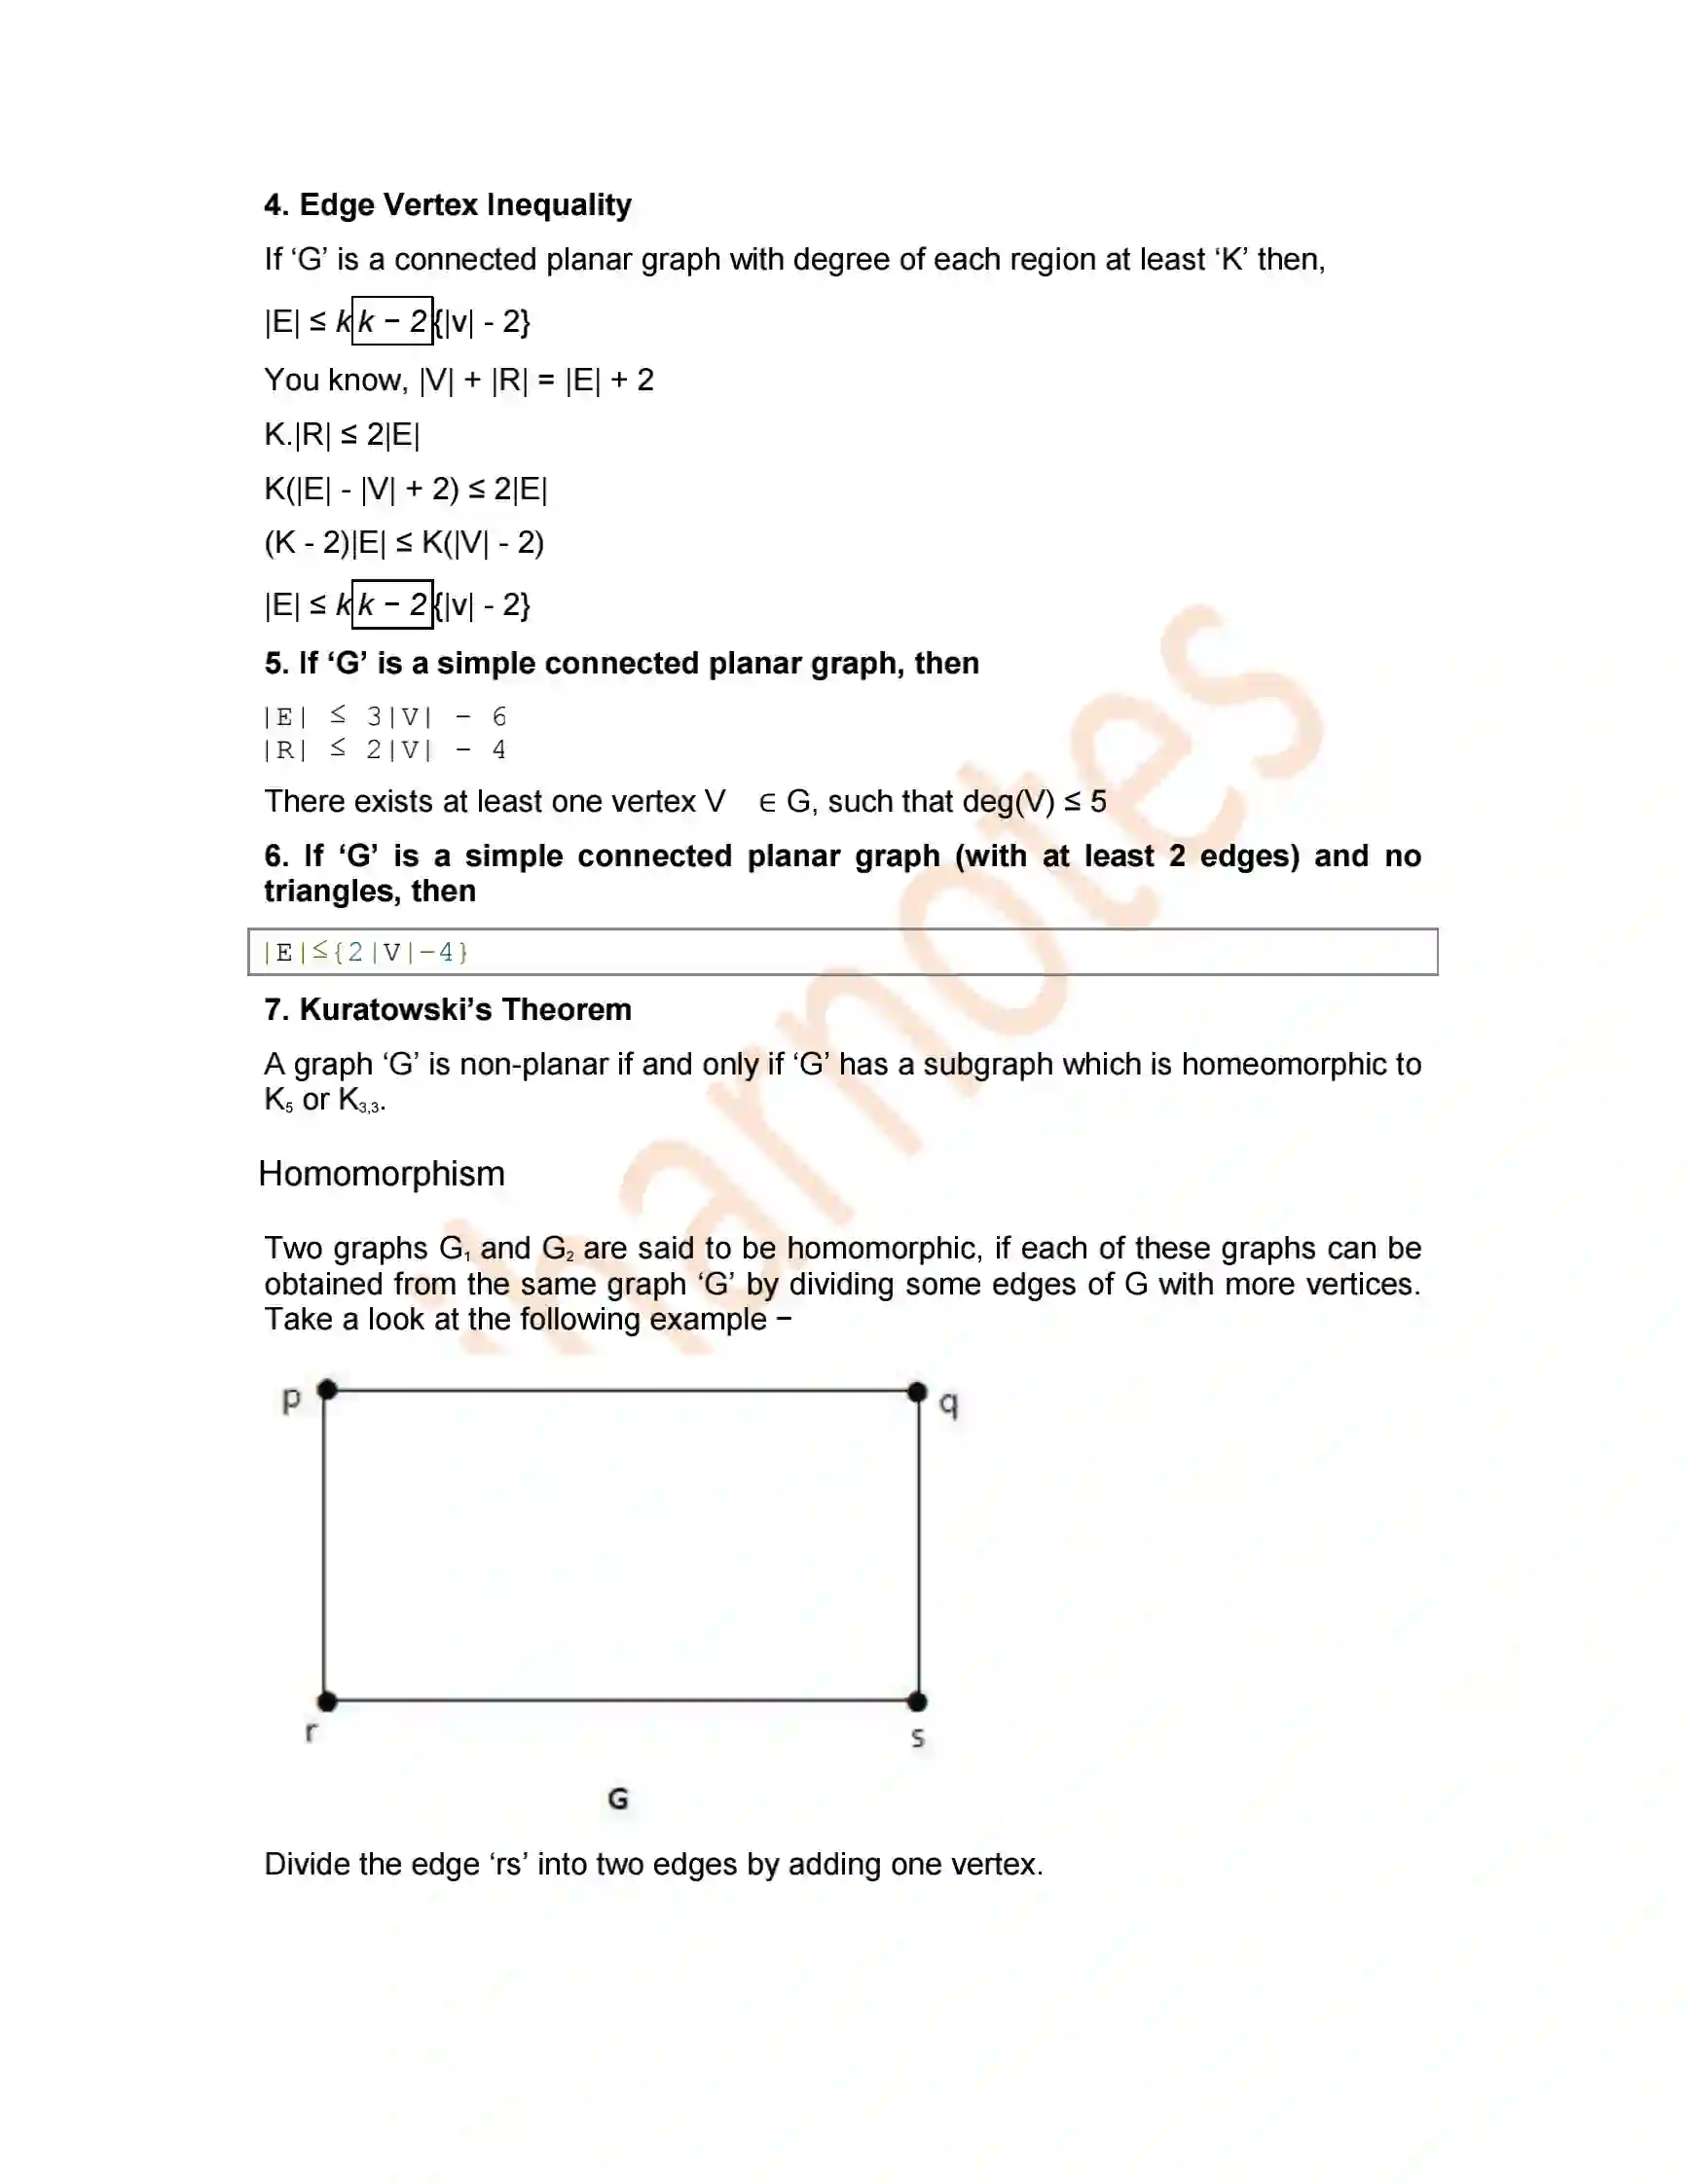 4. Edge Vertex Inequality
If ‘G’ is a connected planar graph with degree of each region at least ‘K’ then,
|E| ≤ kk − 2{|v| - 2}
You know, |V| + |R| = |E| + 2
K.|R| ≤ 2|E|
K(|E| - |V| + 2) ≤ 2|E|
(K - 2)|E| ≤ K(|V| - 2)
|E| ≤ kk − 2{|v| - 2}
5. If ‘G’ is a simple connected planar graph, then
|E| ≤ 3|V| − 6
|R| ≤ 2|V| − 4
There exists at least one vertex V ∈ G, such that deg(V) ≤ 5
6. If ‘G’ is a simple connected planar graph (with at least 2 edges) and no
triangles, then
|E|≤{2|V|−4}
7. Kuratowski’s Theorem
A graph ‘G’ is non-planar if and only if ‘G’ has a subgraph which is homeomorphic to
K₅ or K₃,₃.
Homomorphism
Two graphs G₁ and G₂ are said to be homomorphic, if each of these graphs can be
obtained from the same graph ‘G’ by dividing some edges of G with more vertices.
Take a look at the following example −
p
q
r
s
G
Divide the edge ‘rs’ into two edges by adding one vertex.